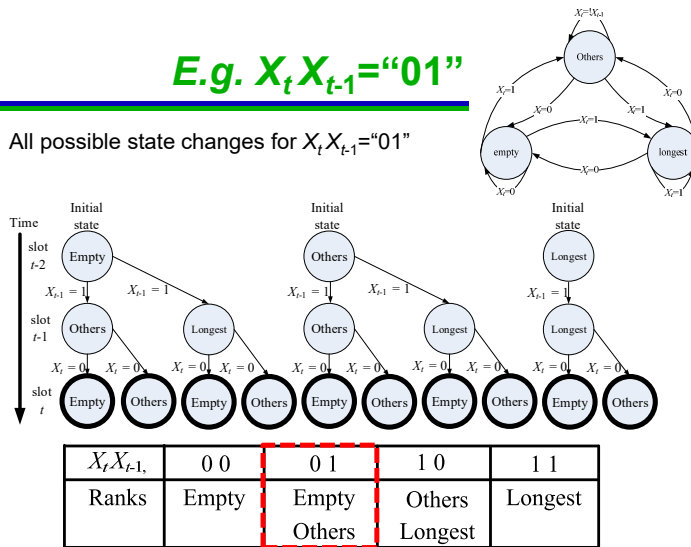 E.g. XₜXₜ₋₁=“01”
All possible state changes for XₜXₜ₋₁=“01”
Xₜ=!Xₜ₋₁
Others
Xₜ=1
Xₜ=0
Xₜ=0
Xₜ=1
Xₜ=1
empty
longest
Xₜ=0
Xₜ=0
Xₜ=1
Time
Initial state
Initial state
Initial state
slot t-2
Empty
Others
Longest
Xₜ₋₁ = 1
Xₜ₋₁ = 1
Xₜ₋₁ = 1
Xₜ₋₁ = 1
Xₜ₋₁ = 1
slot t-1
Others
Longest
Others
Longest
Longest
Xₜ = 0
Xₜ = 0
Xₜ = 0
Xₜ = 0
Xₜ = 0
Xₜ = 0
Xₜ = 0
Xₜ = 0
Xₜ = 0
Xₜ = 0
slot t
Empty
Others
Empty
Others
Empty
Others
Empty
Others
Empty
Others
XₜXₜ₋₁, 0 0 0 1 1 0 1 1
Ranks Empty Empty Others Longest
Others Longest